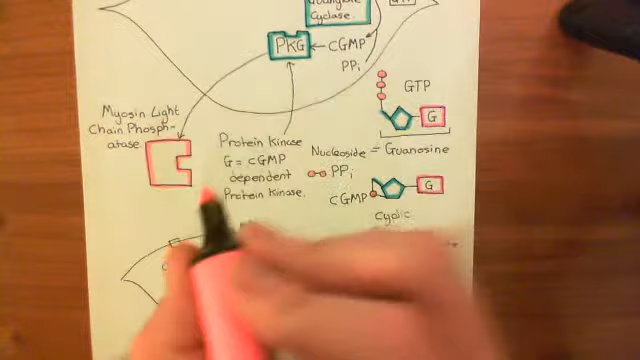 Cyclase.
PKG
cGMP
PPi
GTP
G
Myosin Light
Chain Phosph-
atase
Protein Kinase
G = cGMP
dependent
Protein Kinase.
Nucleoside = Guanosine
PPi
cGMP
G
Cyclic